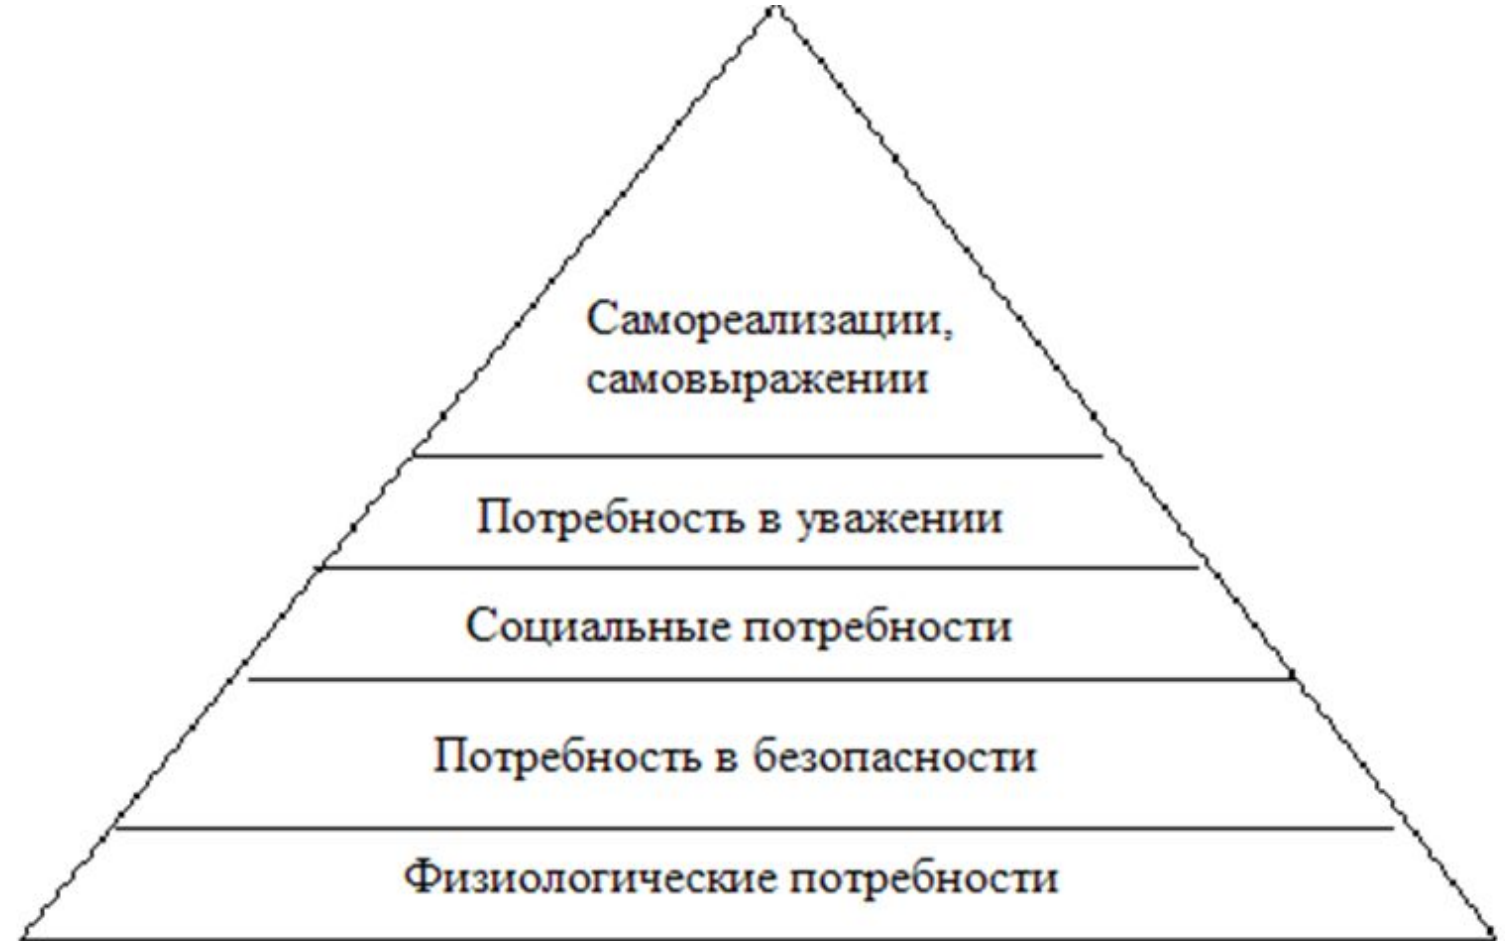 Самореализации,
самовыражении
Потребность в уважении
Социальные потребности
Потребность в безопасности
Физиологические потребности